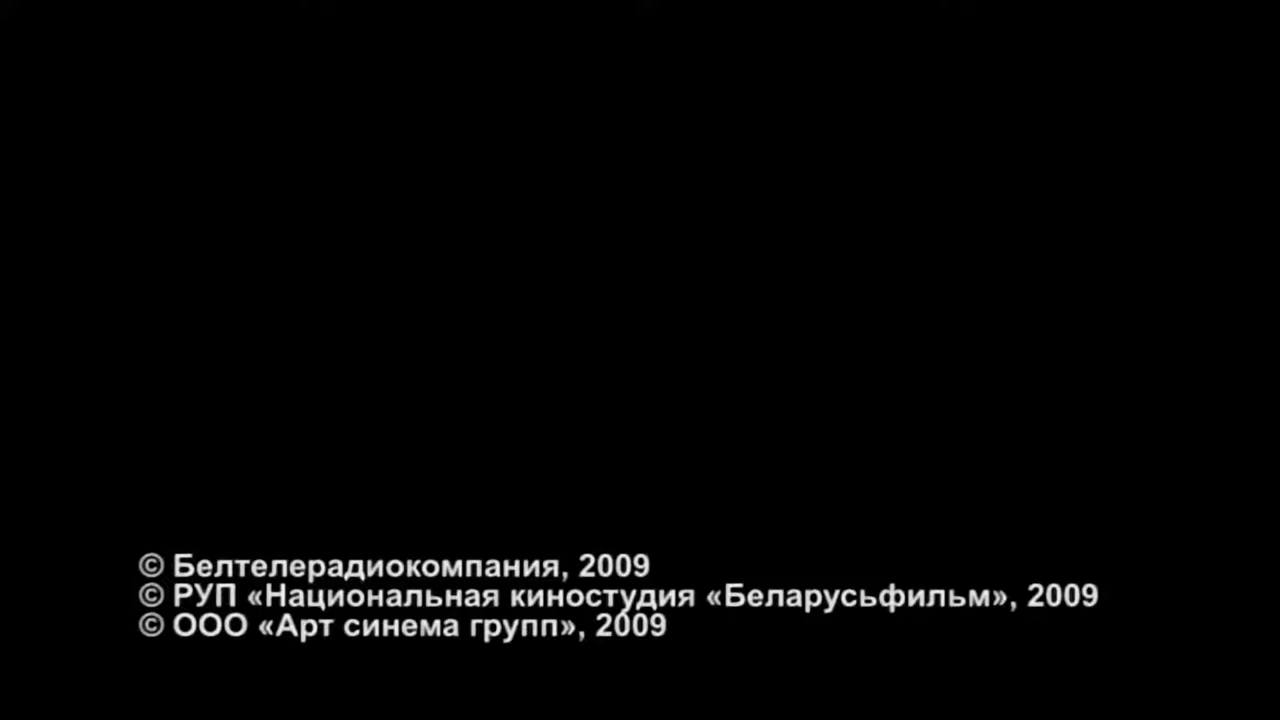 © Белтелерадиокомпания, 2009
© РУП «Национальная киностудия «Беларусьфильм», 2009
© ООО «Арт синема групп», 2009